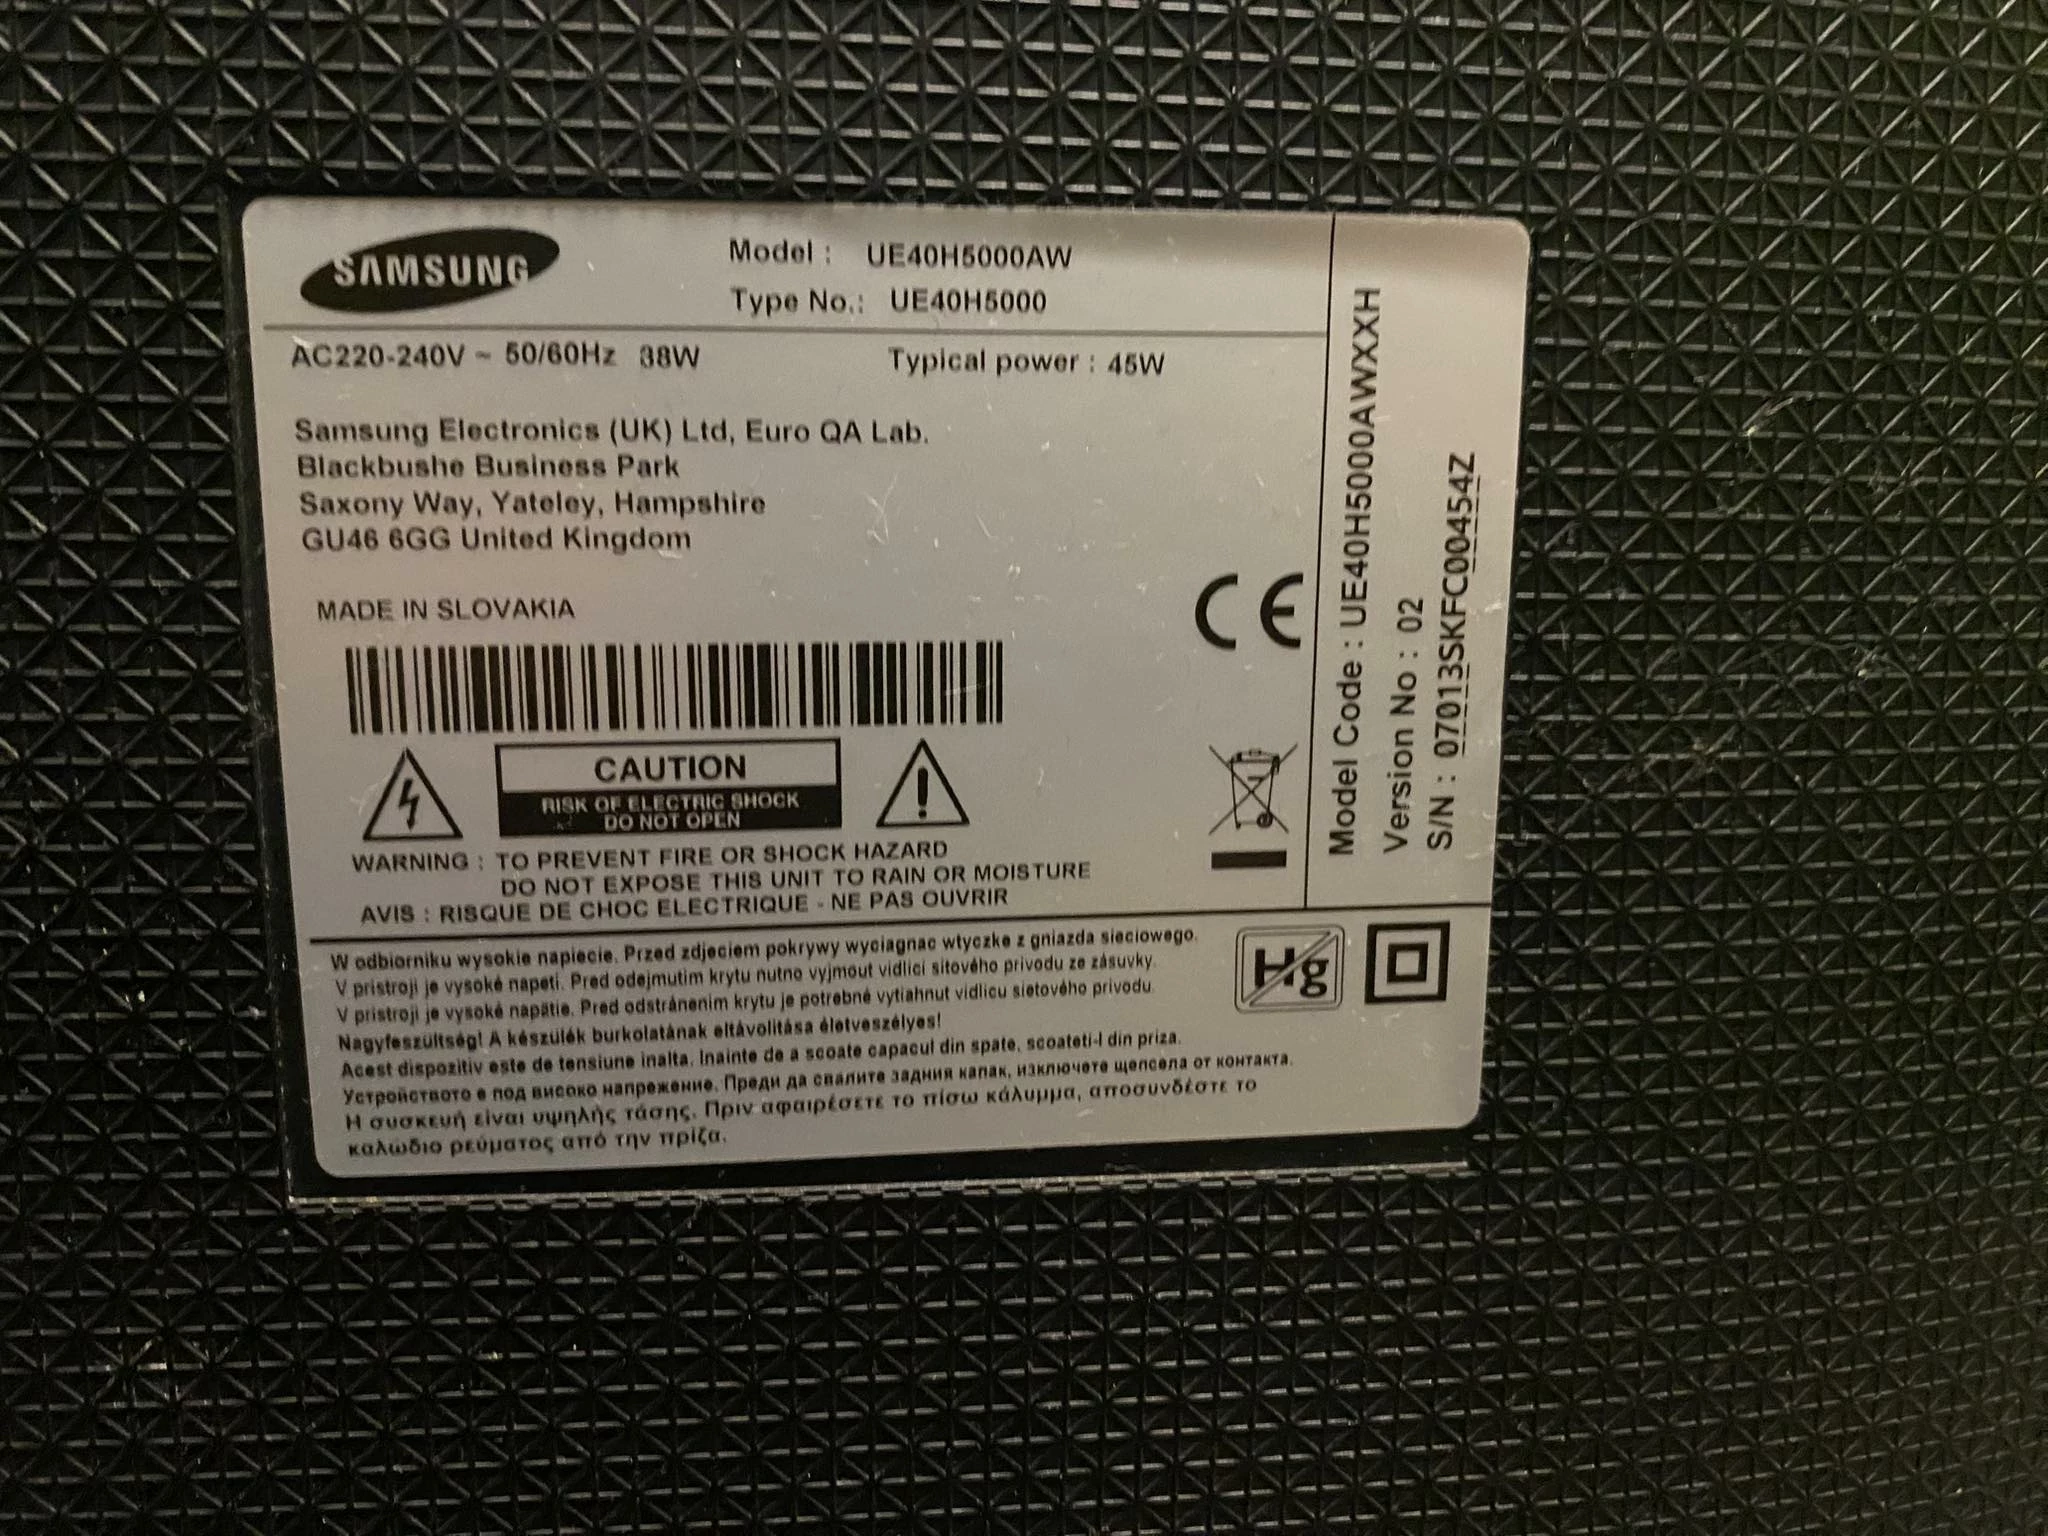 SAMSUNG
Model : UE40H5000AW
Type No.: UE40H5000
AC220-240V ~ 50/60Hz 38W Typical power : 45W
Samsung Electronics (UK) Ltd, Euro QA Lab.
Blackbushe Business Park
Saxony Way, Yateley, Hampshire
GU46 6GG United Kingdom
MADE IN SLOVAKIA
CE
CAUTION
RISK OF ELECTRIC SHOCK
DO NOT OPEN
WARNING : TO PREVENT FIRE OR SHOCK HAZARD
DO NOT EXPOSE THIS UNIT TO RAIN OR MOISTURE
AVIS : RISQUE DE CHOC ELECTRIQUE - NE PAS OUVRIR
Model Code : UE40H5000AWXXH
Version No : 02
S/N : 07013SKFC00454Z
W odbiorniku wysokie napiecie. Przed zdjeciem pokrywy wyciagnac wtyczke z gniazda sieciowego.
V pristroji je vysoké napeti. Pred odejmutim krytu nutno vyjmout vidlici sitového privodu ze zásuvky.
V pristroji je vysoké napätie. Pred odstránenim krytu je potrebné vytiahnut vidlicu sietového privodu.
Nagyfeszültség! A készülék burkolatának eltávolitása életveszélyes!
Acest dispozitiv este de tensiune inalta. Inainte de a scoate capacul din spate, scoateti-l din priza.
Устройството е под високо напрежение. Преди да свалите задния капак, изключете щепсела от контакта.
Η συσκευή είναι υψηλής τάσης. Πριν αφαιρέσετε το πίσω κάλυμμα, αποσυνδέστε το
καλώδιο ρεύματος από την πρίζα.
Hg